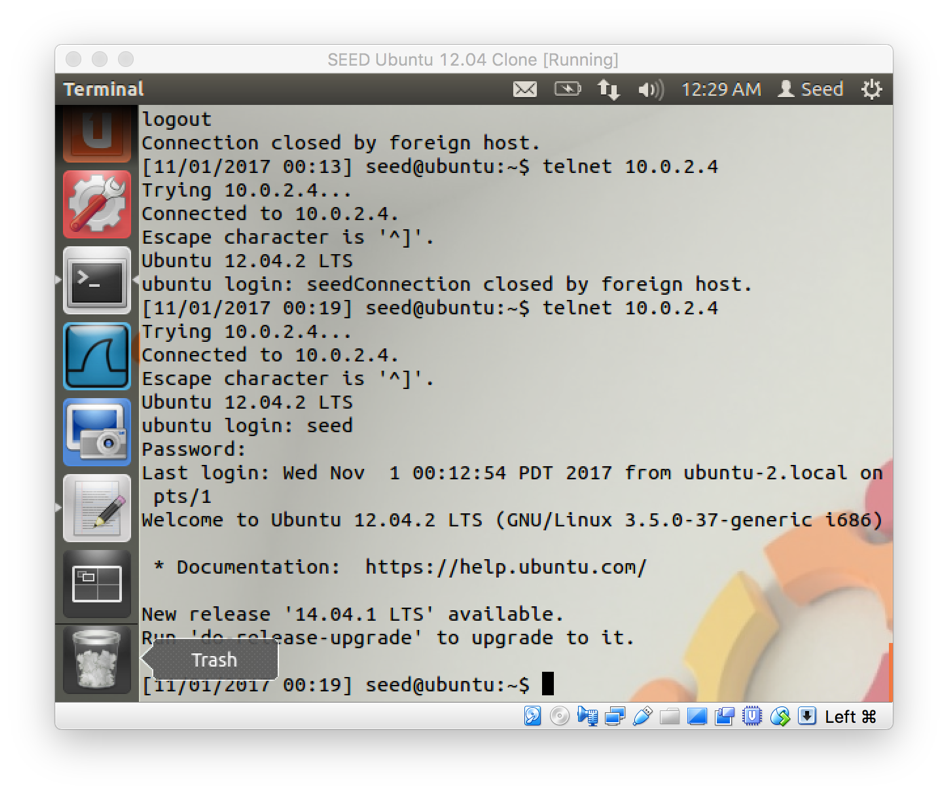 SEED Ubuntu 12.04 Clone [Running]
Terminal
12:29 AM
Seed
logout
Connection closed by foreign host.
[11/01/2017 00:13] seed@ubuntu:~$ telnet 10.0.2.4
Trying 10.0.2.4...
Connected to 10.0.2.4.
Escape character is '^]'.
Ubuntu 12.04.2 LTS
ubuntu login: seedConnection closed by foreign host.
[11/01/2017 00:19] seed@ubuntu:~$ telnet 10.0.2.4
Trying 10.0.2.4...
Connected to 10.0.2.4.
Escape character is '^]'.
Ubuntu 12.04.2 LTS
ubuntu login: seed
Password:
Last login: Wed Nov  1 00:12:54 PDT 2017 from ubuntu-2.local on
 pts/1
Welcome to Ubuntu 12.04.2 LTS (GNU/Linux 3.5.0-37-generic i686)
 * Documentation:  https://help.ubuntu.com/
New release '14.04.1 LTS' available.
Run 'do-release-upgrade' to upgrade to it.
Trash
[11/01/2017 00:19] seed@ubuntu:~$
Left ⌘